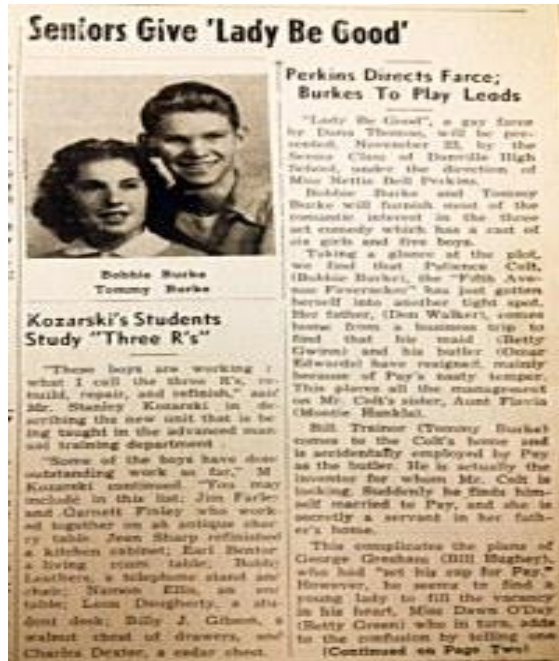 Seniors Give 'Lady Be Good'
Bobbie Burke
Tommy Burke
Kozarski's Students
Study "Three R's"
"These boys are working
what I call the three R's, re-
build, repair, and refinish," said
Mr. Stanley Kozarski in de-
scribing the new unit that is be
ing taught in the advanced man
ual training department
"Some of the boys have done
outstanding work so far," M
Kozarski continued "You may
include in this list: Jim Farle
and Garnett Finley who work
ed together on an antique cher
ry table Jean Sharp refinished
a kitchen cabinet; Earl
a living room table;
Leathers, a telephone stand and
chair; Ellis, an
table; Leon Dougherty, a stu-
dent desk; Billy J. Gibson, a
walnut chest of drawers, and
Charles Dexter, a cedar chest.
Perkins Directs Farce;
Burkes To Play Leads
"Lady Be Good", a gay farce
by Dana Thomas, will be pre-
sented, November 23, by the
Senior Class of Danville High
School, under the direction of
Miss Nettie Bell Perkins.
Bobbie Burke and Tommy
Burke will furnish most of the
romantic interest in the three
act comedy which has a cast of
six girls and five boys.
Taking a glance at the plot,
we find that Patience Colt,
(Bobbie Burke), the "Fifth Ave-
nue Firecracker" has just gotten
herself into another tight spot.
Her father, (Don Walker), comes
home from a business trip to
find that his maid (Betty
Gwinn) and his butler (Omar
Edwards) have resigned, mainly
because of Pay's nasty temper.
This places all the management
on Mr. Colt's sister, Aunt Flavia
Bill Trainor (Tommy Burke)
comes to the Colt's home and
is accidentally employed by Pay
as the butler. He is actually the
inventor for whom Mr. Colt is
looking. Suddenly he finds him-
self married to Pay, and she is
secretly a servant in her fath-
er's home.
This complicates the plans of
George Gresham (Bill Hughey),
who had "set his cap for Pay."
However, he seems to find a
young lady to fill the vacancy
in his heart, Miss Dawn O'Day
(Betty Green) who in turn, adds
to the confusion by telling one
(Continued on Page Two)